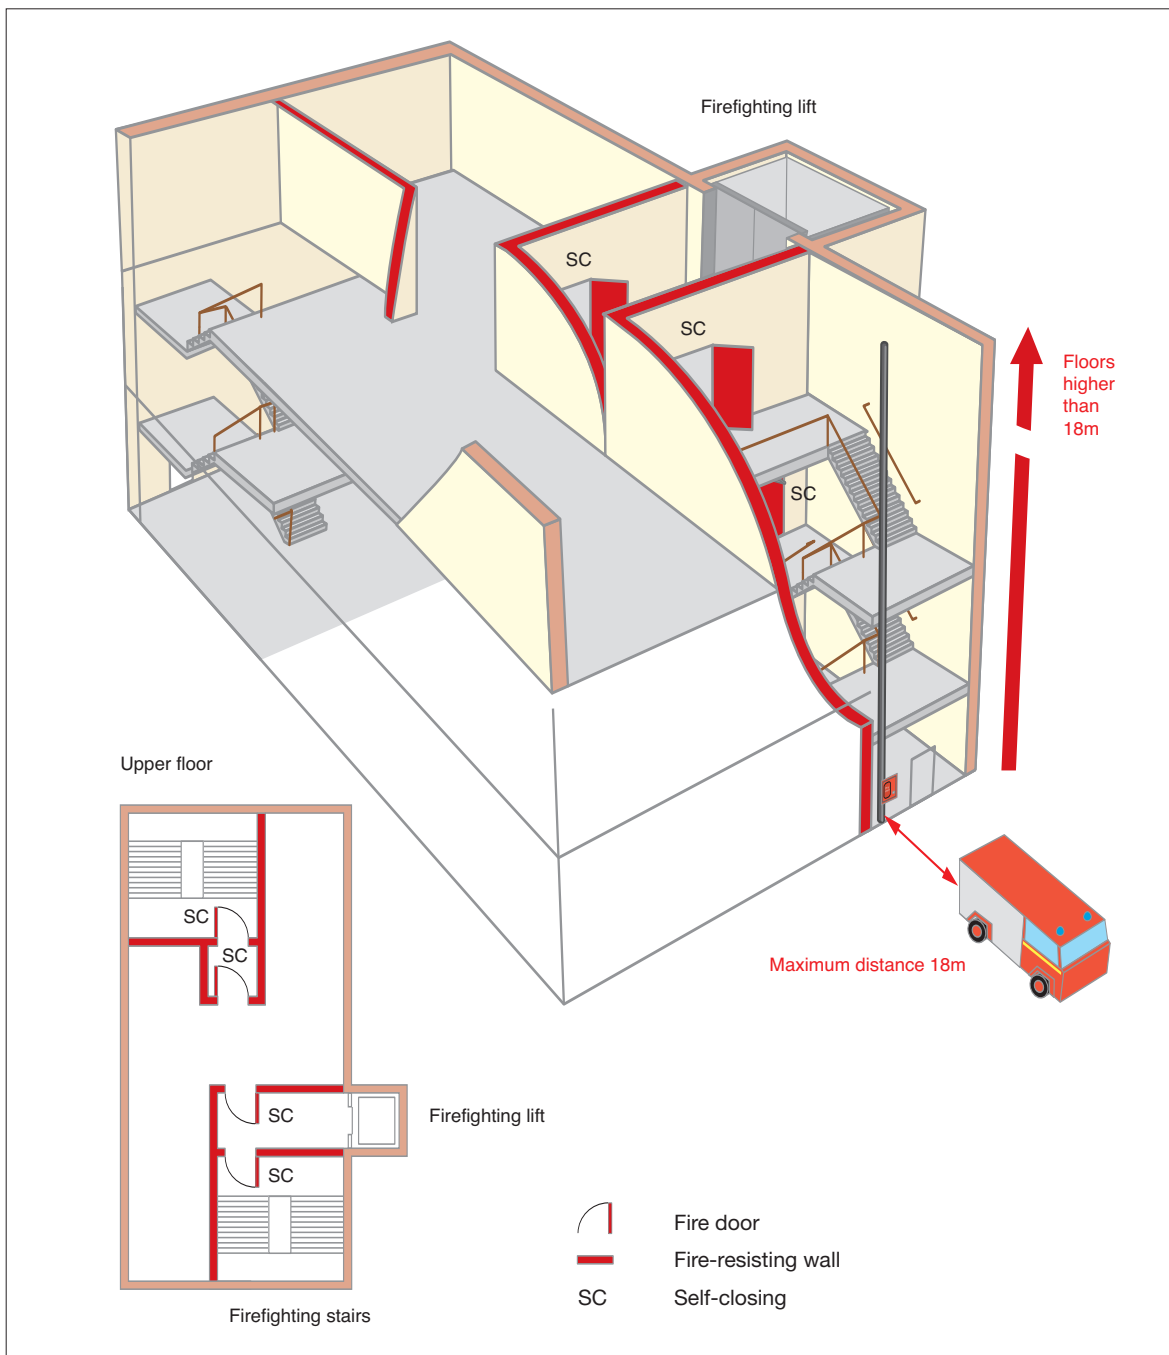 Firefighting lift
SC
SC
Floors
higher
than
18m
SC
Upper floor
Maximum distance 18m
SC
SC
SC
Firefighting lift
SC
Fire door
Fire-resisting wall
SC Self-closing
Firefighting stairs